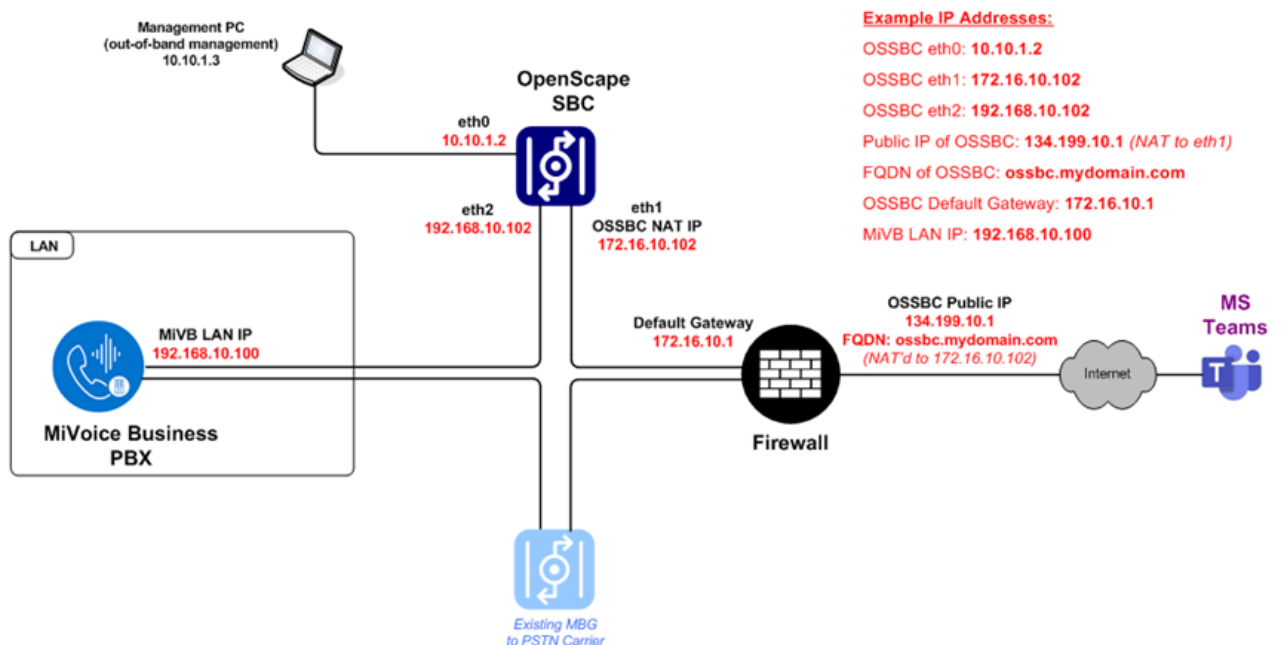 Management PC
(out-of-band management)
10.10.1.3
OpenScape
SBC
eth0
10.10.1.2
eth2
192.168.10.102
eth1
OSSBC NAT IP
172.16.10.102
Example IP Addresses:
OSSBC eth0: 10.10.1.2
OSSBC eth1: 172.16.10.102
OSSBC eth2: 192.168.10.102
Public IP of OSSBC: 134.199.10.1 (NAT to eth1)
FQDN of OSSBC: ossbc.mydomain.com
OSSBC Default Gateway: 172.16.10.1
MiVB LAN IP: 192.168.10.100
LAN
MiVB LAN IP
192.168.10.100
MiVoice Business
PBX
Default Gateway
172.16.10.1
Firewall
OSSBC Public IP
134.199.10.1
FQDN: ossbc.mydomain.com
(NAT'd to 172.16.10.102)
Internet
MS
Teams
T
Existing MBG
to PSTN Carrier